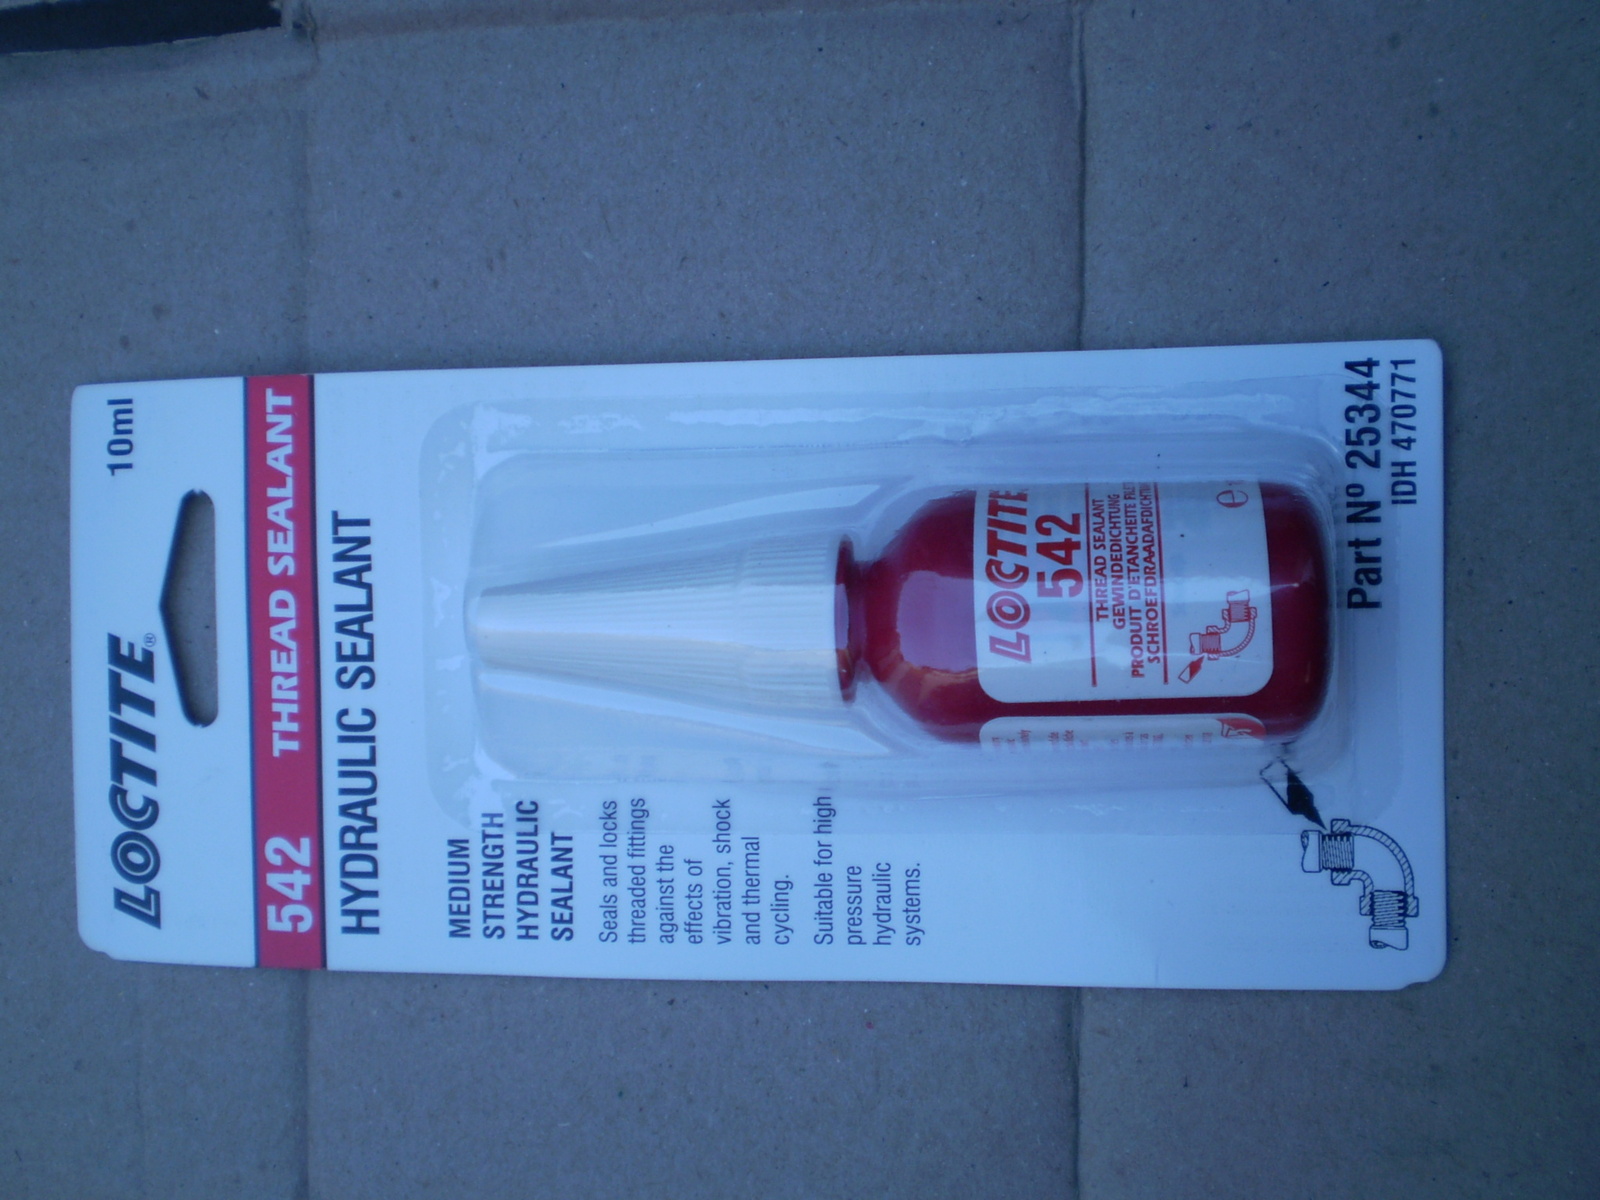 LOCTITE®
10ml
542 THREAD SEALANT
HYDRAULIC SEALANT
MEDIUM
STRENGTH
HYDRAULIC
SEALANT
Seals and locks
threaded fittings
against the
effects of
vibration, shock
and thermal
cycling.
Suitable for high
pressure
hydraulic
systems.
LOCTITE
542
THREAD SEALANT
GEWINDEDICHTUNG
PRODUIT D'ETANCHEITE
SCHROEFDRAADAFDICHT
e
Part Nº 25344
IDH 470771